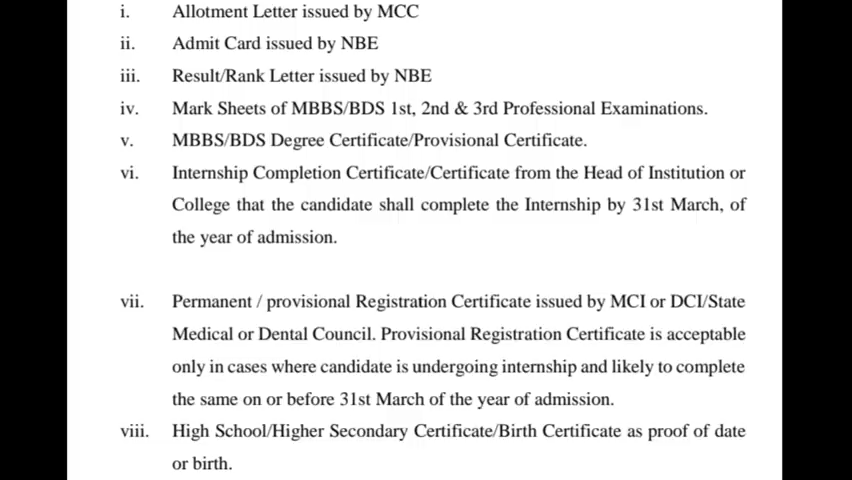 i. Allotment Letter issued by MCC
ii. Admit Card issued by NBE
iii. Result/Rank Letter issued by NBE
iv. Mark Sheets of MBBS/BDS 1st, 2nd & 3rd Professional Examinations.
v. MBBS/BDS Degree Certificate/Provisional Certificate.
vi. Internship Completion Certificate/Certificate from the Head of Institution or
College that the candidate shall complete the Internship by 31st March, of
the year of admission.
vii. Permanent / provisional Registration Certificate issued by MCI or DCI/State
Medical or Dental Council. Provisional Registration Certificate is acceptable
only in cases where candidate is undergoing internship and likely to complete
the same on or before 31st March of the year of admission.
viii. High School/Higher Secondary Certificate/Birth Certificate as proof of date
or birth.